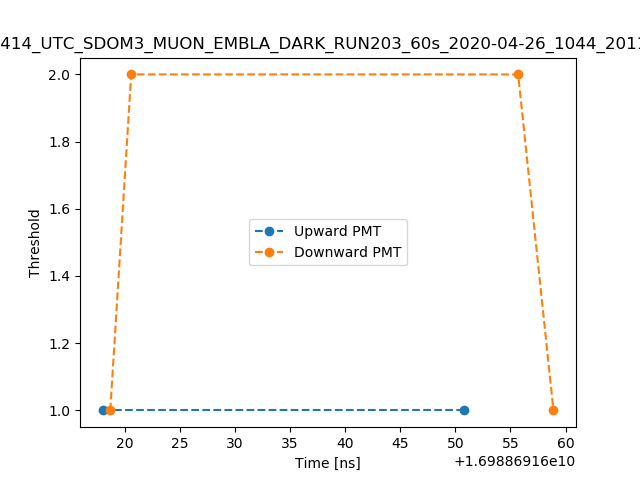 414_UTC_SDOM3_MUON_EMBLA_DARK_RUN203_60s_2020-04-26_1044_2011
2.0
1.8
1.6
1.4
1.2
1.0
Threshold
Upward PMT
Downward PMT
20 25 30 35 40 45 50 55 60
Time [ns]
+1.69886916e10